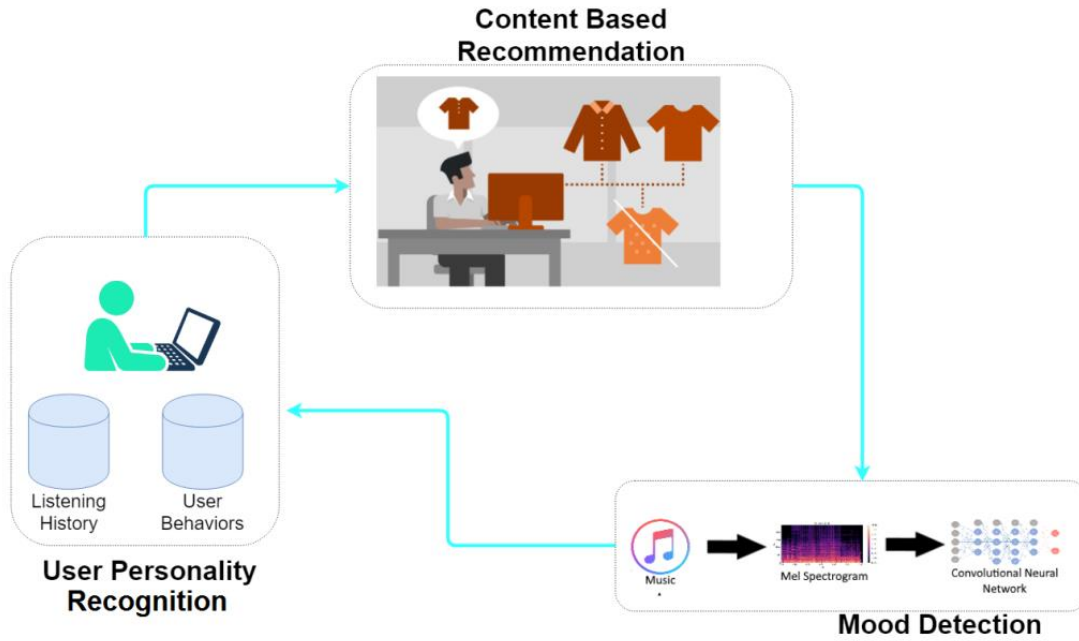 Content Based
Recommendation
Listening
History
User
Behaviors
User Personality
Recognition
Music
Mel Spectrogram
Convolutional Neural
Network
Mood Detection